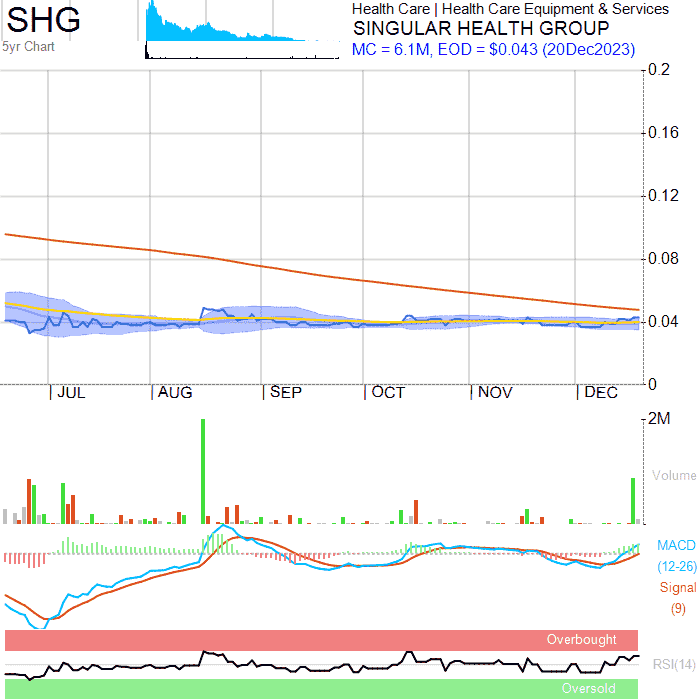 SHG
5yr Chart
Health Care | Health Care Equipment & Services
SINGULAR HEALTH GROUP
MC = 6.1M, EOD = $0.043 (20Dec2023)
0.2
0.16
0.12
0.08
0.04
0
JUL AUG SEP OCT NOV DEC
2M
Volume
MACD
(12-26)
Signal
(9)
Overbought
RSI(14)
Oversold